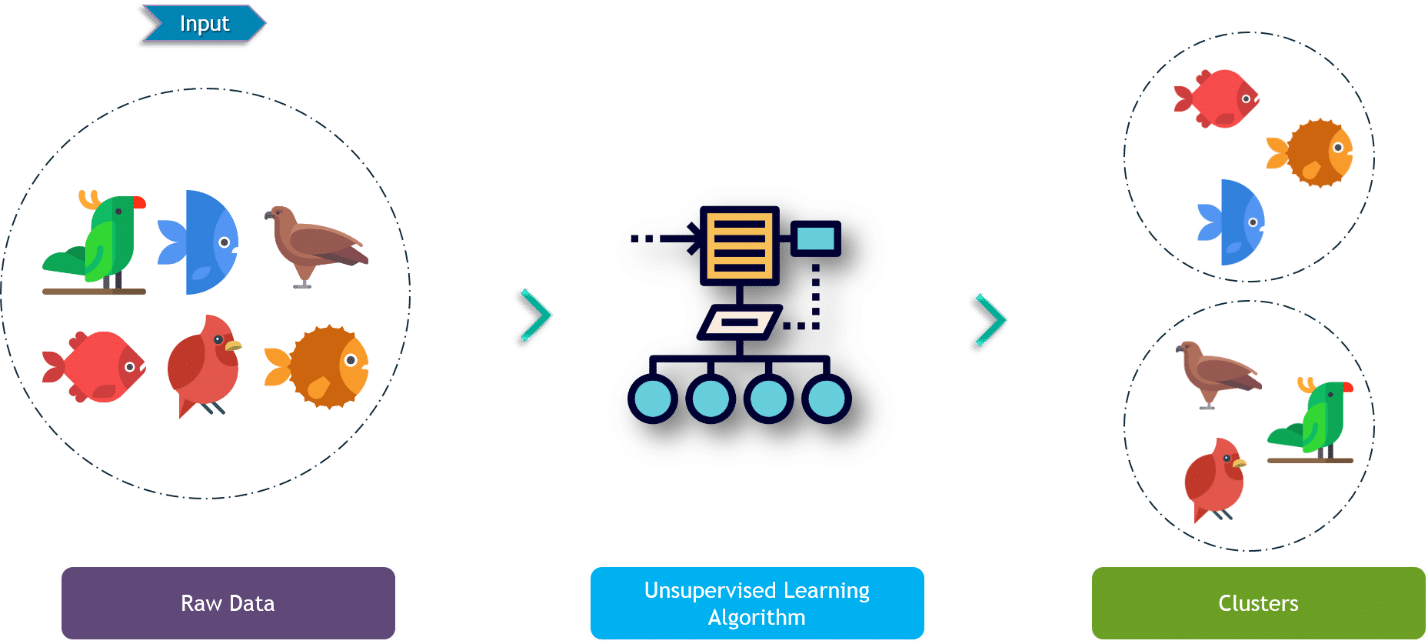 Input
Raw Data
Unsupervised Learning
Algorithm
Clusters